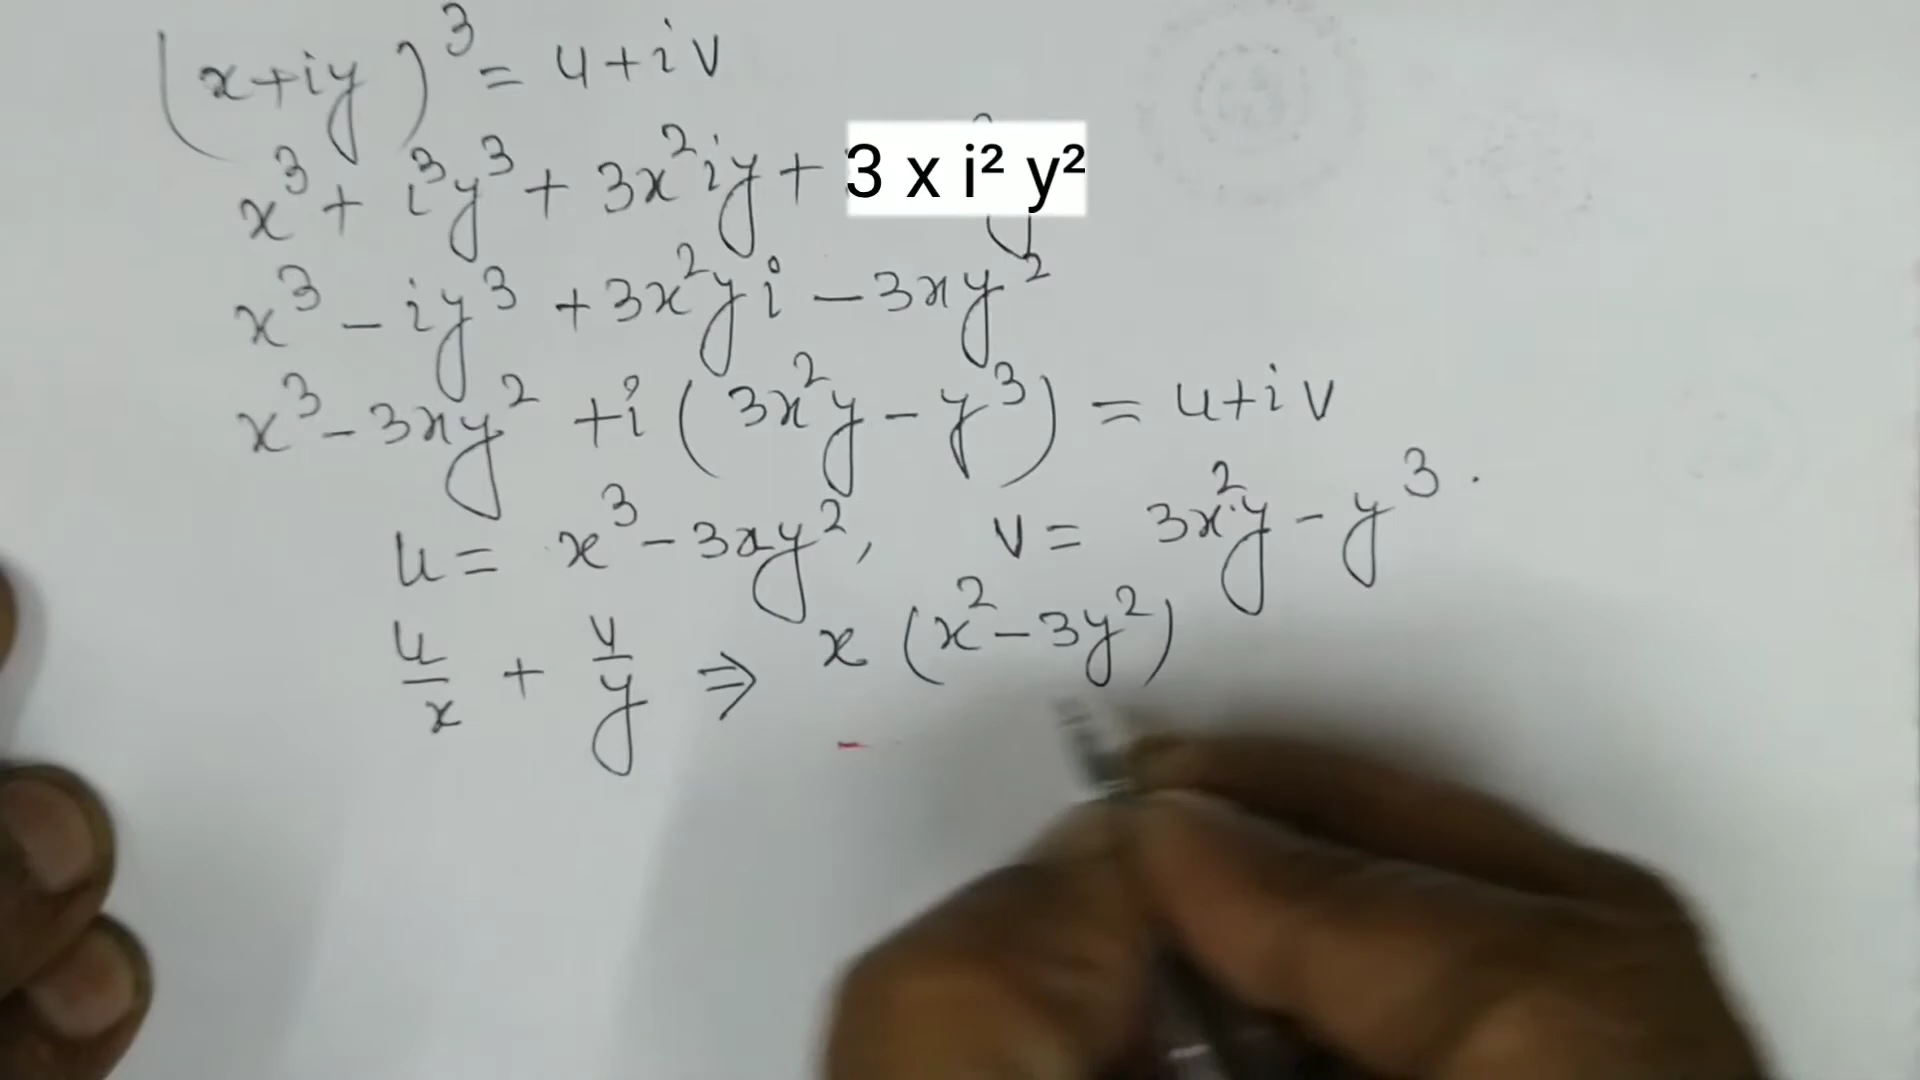 (x+iy)³ = u+iv
x³ + i³y³ + 3x²iy + 3 x i² y²
x³ - iy³ + 3x²yi - 3xy²
x³ - 3xy² + i (3x²y - y³) = u+iv
u = x³ - 3xy², v = 3x²y - y³.
u/x + v/y ⇒ x (x² - 3y²)